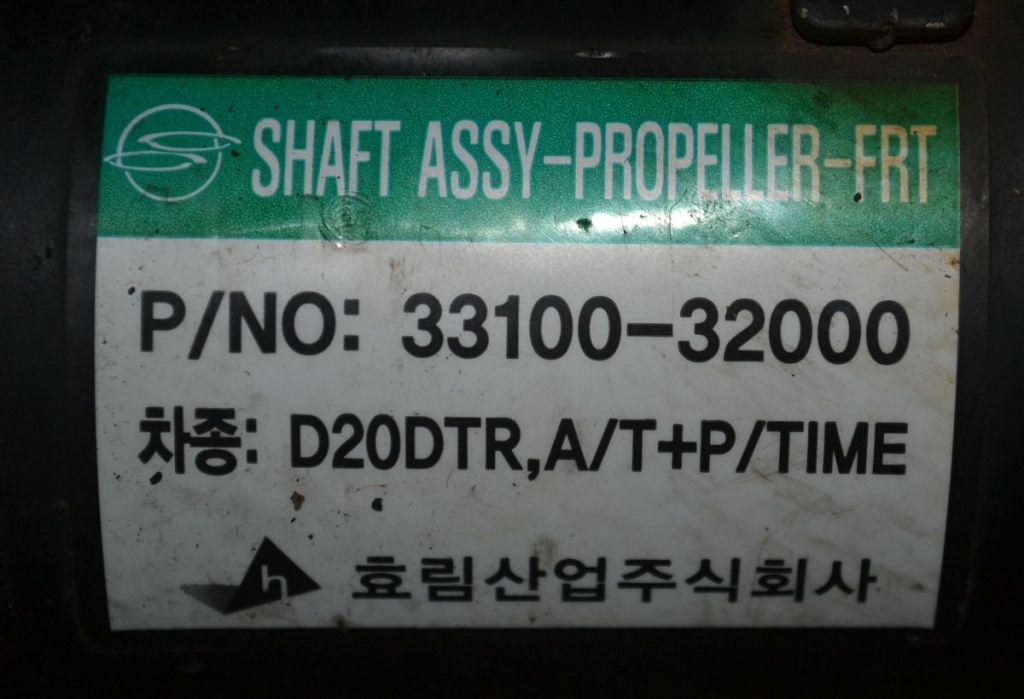 SHAFT ASSY-PROPELLER-FRT
P/NO: 33100-32000
차종: D20DTR,A/T+P/TIME
h 효림산업주식회사